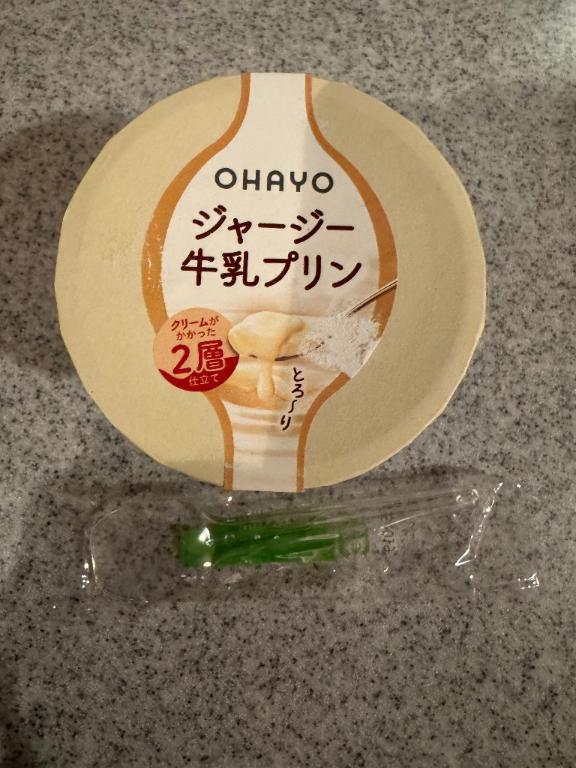 OHAYO
ジャージー
牛乳プリン
クリームが
かかった
2層
仕立て
とろ〜り